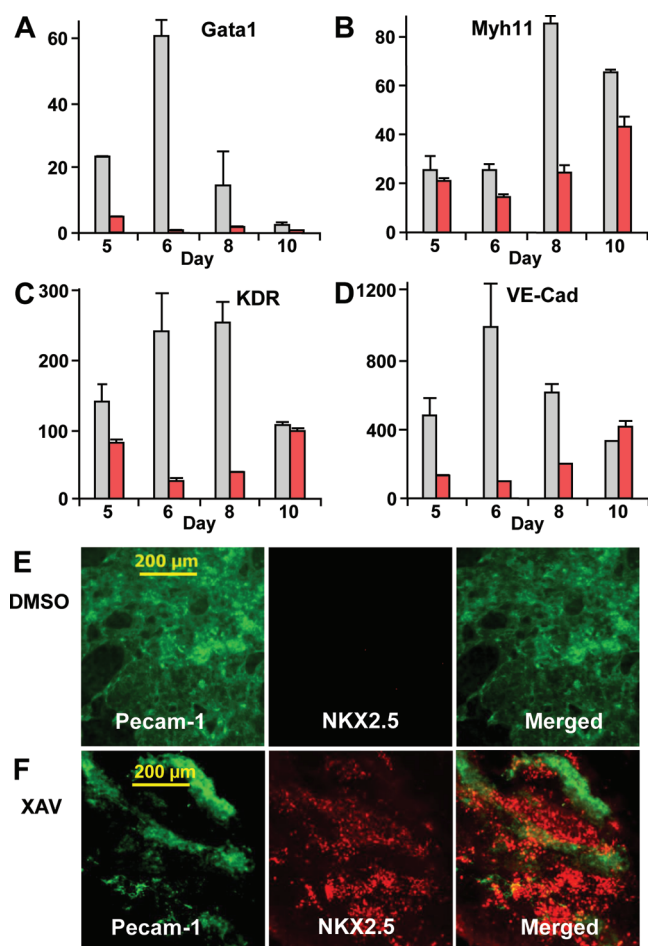 A
Gata1
60
40
20
0
5 6 8 10
Day
B
Myh11
80
60
40
20
0
5 6 8 10
Day
C
KDR
300
200
100
0
5 6 8 10
Day
D
VE-Cad
1200
800
400
0
5 6 8 10
Day
E
DMSO
200 µm
Pecam-1
NKX2.5
Merged
F
XAV
200 µm
Pecam-1
NKX2.5
Merged